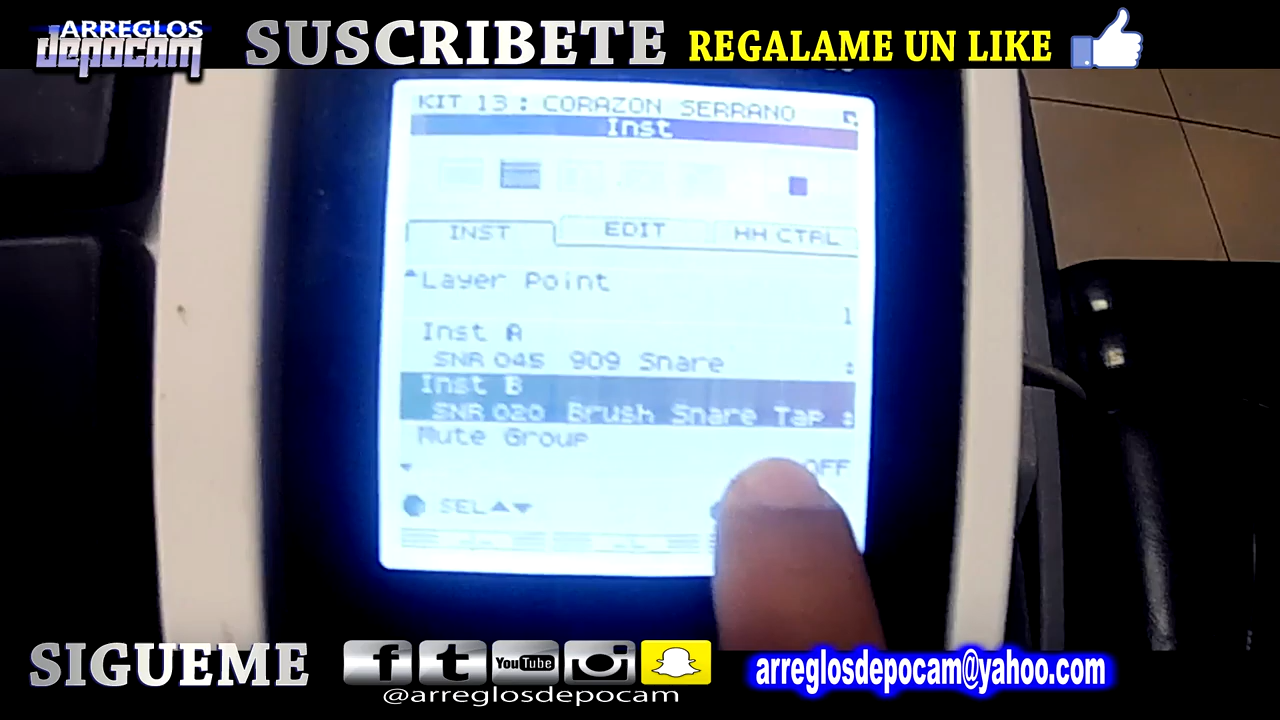 ARREGLOS
depocam
SUSCRIBETE
REGALAME UN LIKE
KIT 13 : CORAZON SERRANO
Inst
INST
EDIT
HH CTRL
Layer Point
1
Inst A
SNR 045 909 Snare
Inst B
SNR 020 Brush Snare Tap
Mute Group
OFF
SEL▲▼
SIGUEME
f
t
YouTube
@arreglosdepocam
arreglosdepocam@yahoo.com